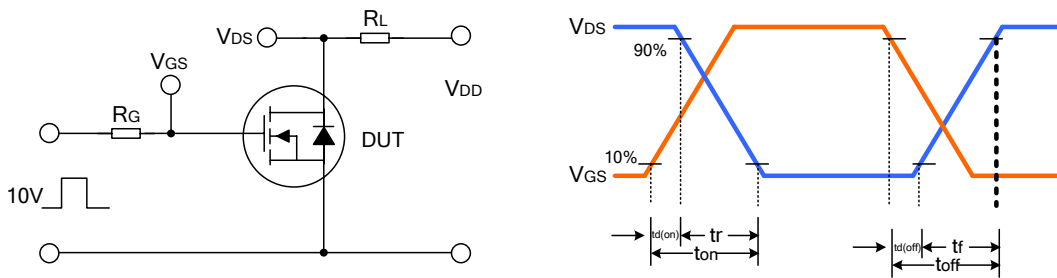 VDS
RL
VGS
RG
VDD
DUT
10V
VDS
90%
10%
VGS
td(on)
tr
ton
td(off)
tf
toff